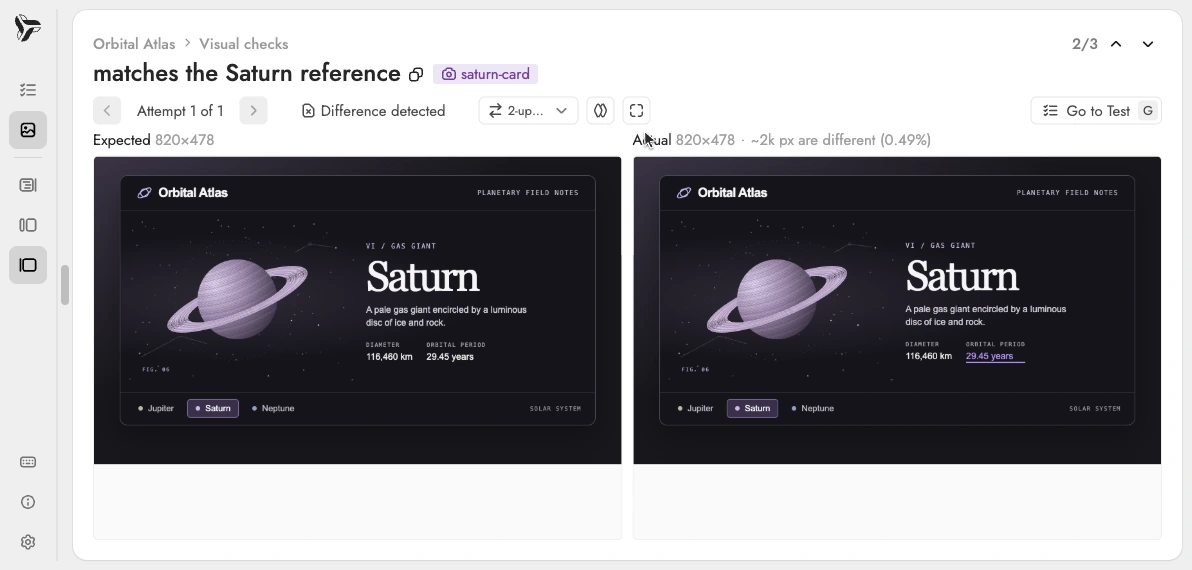 Orbital Atlas > Visual checks
2/3
matches the Saturn reference
saturn-card
Attempt 1 of 1
Difference detected
2-up...
Go to Test G
Expected 820×478
PLANETARY FIELD NOTES
Orbital Atlas
VI / GAS GIANT
Saturn
A pale gas giant encircled by a luminous
disc of ice and rock.
DIAMETER ORBITAL PERIOD
116,460 km 29.45 years
FIG. 06
Jupiter Saturn Neptune
SOLAR SYSTEM
Actual 820×478 · ~2k px are different (0.49%)
Orbital Atlas
PLANETARY FIELD NOTES
VI / GAS GIANT
Saturn
A pale gas giant encircled by a luminous
disc of ice and rock.
DIAMETER ORBITAL PERIOD
116,460 km 29.45 years
FIG. 06
Jupiter Saturn Neptune
SOLAR SYSTEM